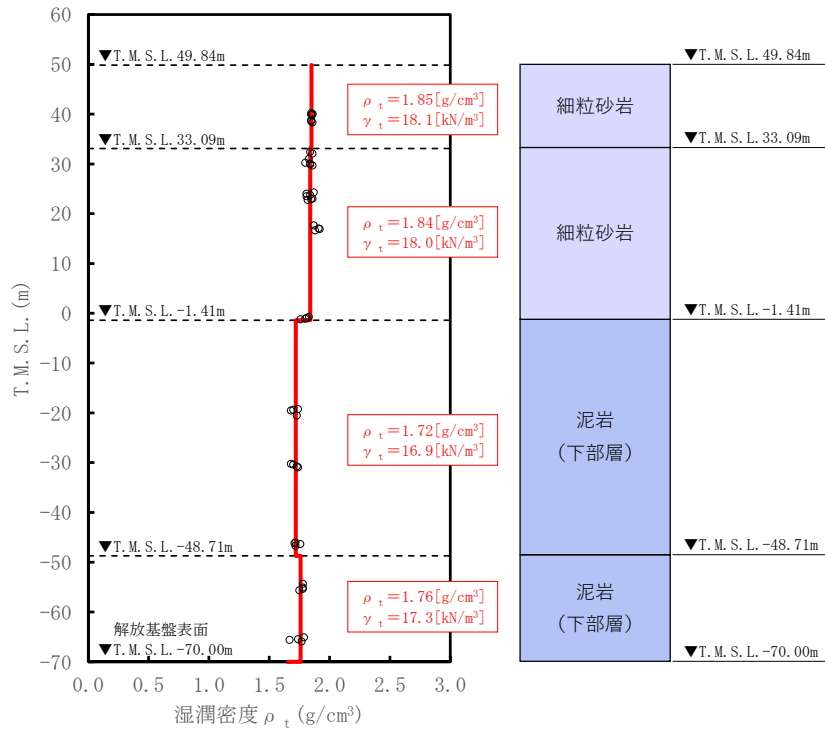 60
50
40
30
20
10
0
-10
-20
-30
-40
-50
-60
-70
T.M.S.L.(m)
▼T.M.S.L.49.84m
▼T.M.S.L.33.09m
▼T.M.S.L.-1.41m
▼T.M.S.L.-48.71m
解放基盤表面
▼T.M.S.L.-70.00m
ρt=1.85[g/cm³]
γt=18.1[kN/m³]
ρt=1.84[g/cm³]
γt=18.0[kN/m³]
ρt=1.72[g/cm³]
γt=16.9[kN/m³]
ρt=1.76[g/cm³]
γt=17.3[kN/m³]
0.0 0.5 1.0 1.5 2.0 2.5 3.0
湿潤密度ρt(g/cm³)
細粒砂岩
細粒砂岩
泥岩
(下部層)
泥岩
(下部層)
▼T.M.S.L.49.84m
▼T.M.S.L.33.09m
▼T.M.S.L.-1.41m
▼T.M.S.L.-48.71m
▼T.M.S.L.-70.00m